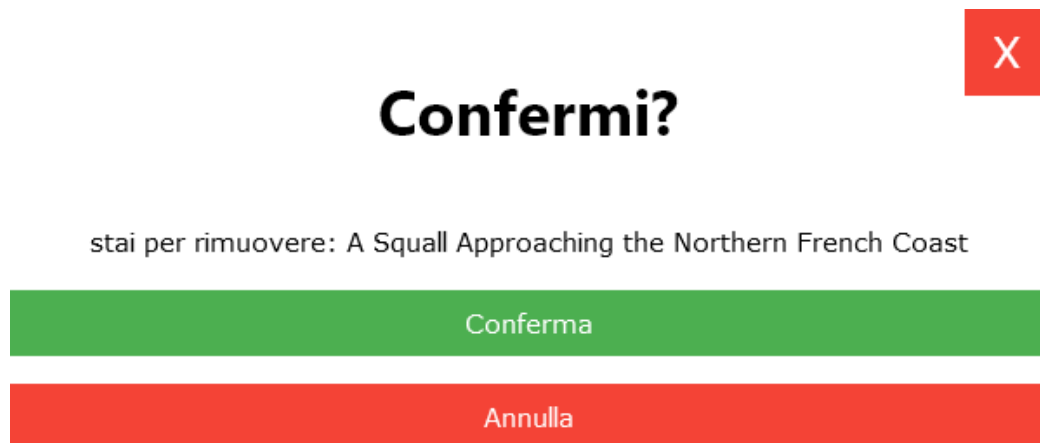 X
Confermi?
stai per rimuovere: A Squall Approaching the Northern French Coast
Conferma
Annulla